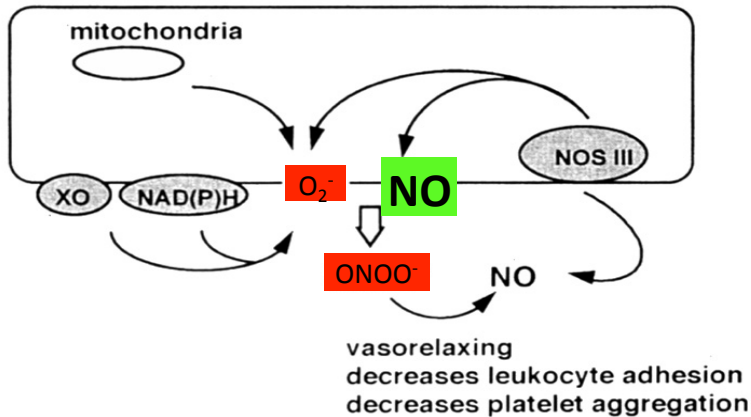 mitochondria
NOS III
XO
NAD(P)H
O₂⁻
NO
ONOO⁻
NO
vasorelaxing
decreases leukocyte adhesion
decreases platelet aggregation